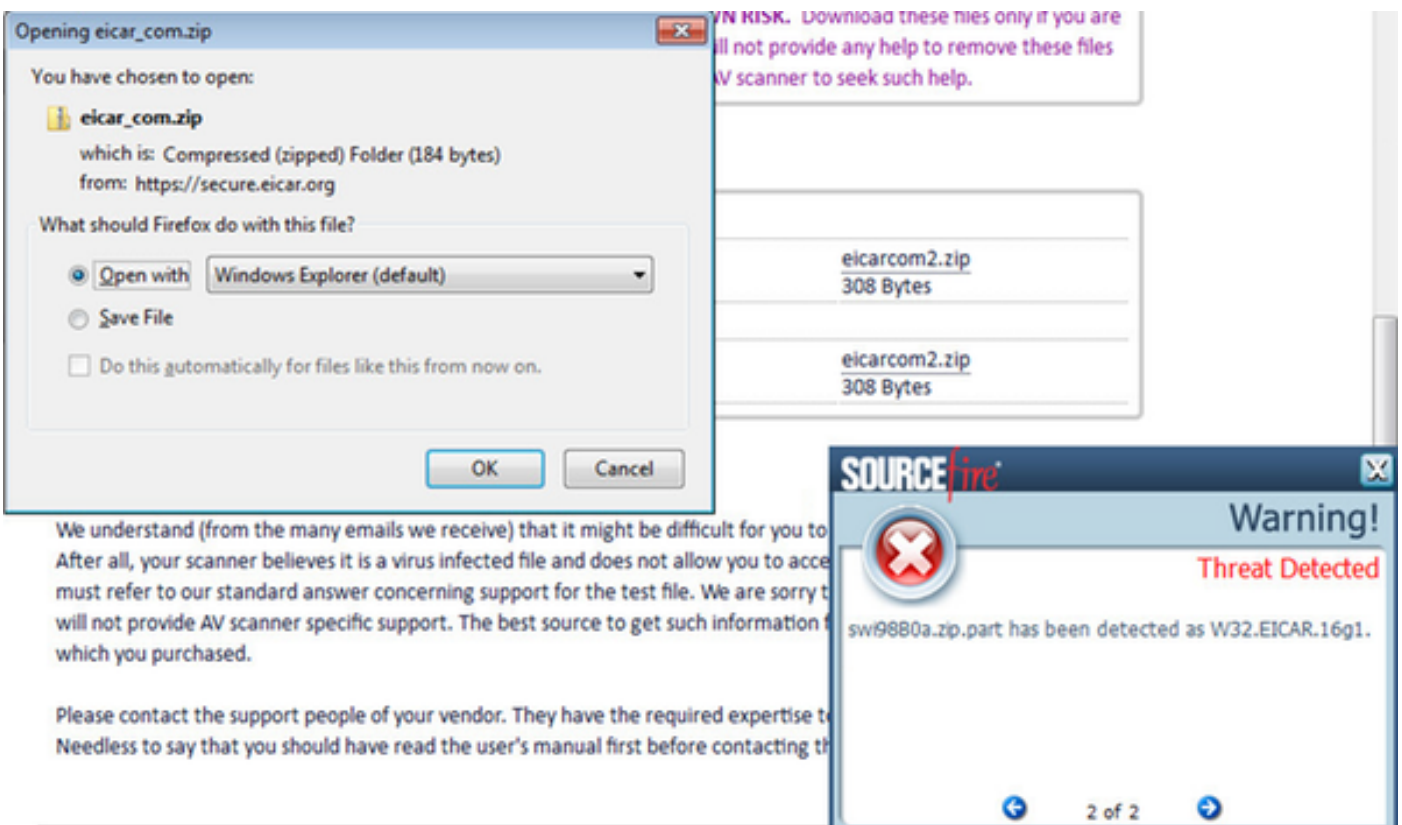 Opening eicar_com.zip
You have chosen to open:
eicar_com.zip
which is: Compressed (zipped) Folder (184 bytes)
from: https://secure.eicar.org
What should Firefox do with this file?
Open with Windows Explorer (default)
Save File
Do this automatically for files like this from now on.
OK Cancel
RISK. Download these files only if you are
not provide any help to remove these files
AV scanner to seek such help.
eicarcom2.zip
308 Bytes
eicarcom2.zip
308 Bytes
We understand (from the many emails we receive) that it might be difficult for you to
After all, your scanner believes it is a virus infected file and does not allow you to acce
must refer to our standard answer concerning support for the test file. We are sorry t
will not provide AV scanner specific support. The best source to get such information f
which you purchased.
Please contact the support people of your vendor. They have the required expertise to
Needless to say that you should have read the user's manual first before contacting th
SOURCEfire
Warning!
Threat Detected
swi9880a.zip.part has been detected as W32.EICAR.16g1.
2 of 2